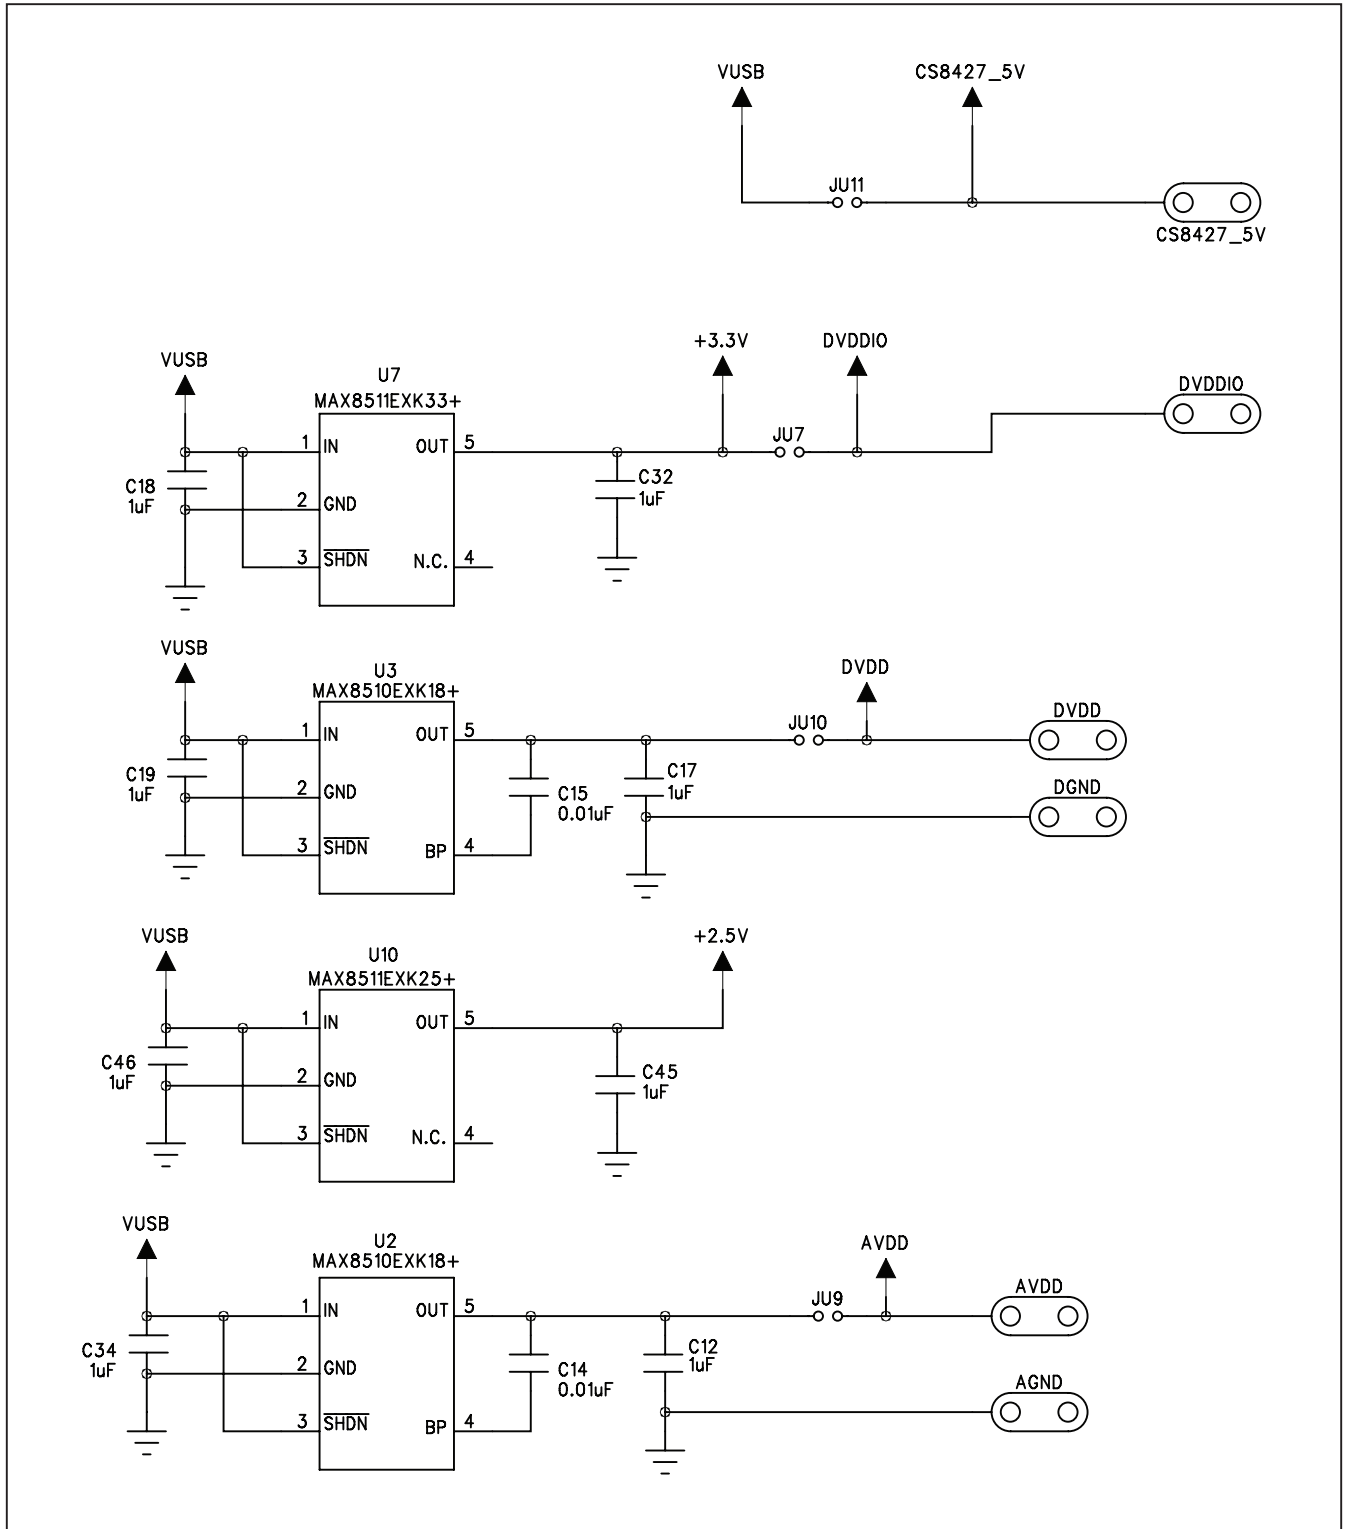 VUSB
CS8427_5V
JU11
CS8427_5V
VUSB
U7
MAX8511EXK33+
+3.3V
DVDDIO
DVDDIO
1 IN OUT 5
JU7
C18
1uF
2 GND
C32
1uF
3 SHDN N.C. 4
VUSB
U3
MAX8510EXK18+
DVDD
DVDD
1 IN OUT 5
JU10
C19
1uF
2 GND
C15
0.01uF
C17
1uF
DGND
3 SHDN BP 4
VUSB
U10
MAX8511EXK25+
+2.5V
1 IN OUT 5
C46
1uF
2 GND
C45
1uF
3 SHDN N.C. 4
VUSB
U2
MAX8510EXK18+
AVDD
AVDD
1 IN OUT 5
JU9
C34
1uF
2 GND
C14
0.01uF
C12
1uF
AGND
3 SHDN BP 4